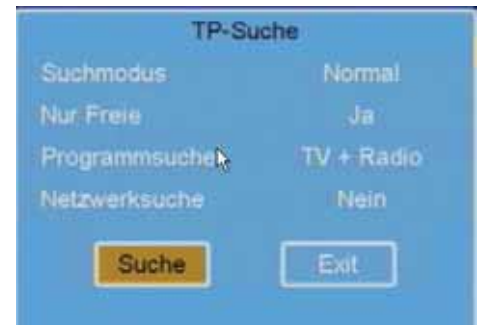 TP-Suche
Suchmodus Normal
Nur Freie Ja
Programmsuche TV + Radio
Netzwerksuche Nein
Suche Exit